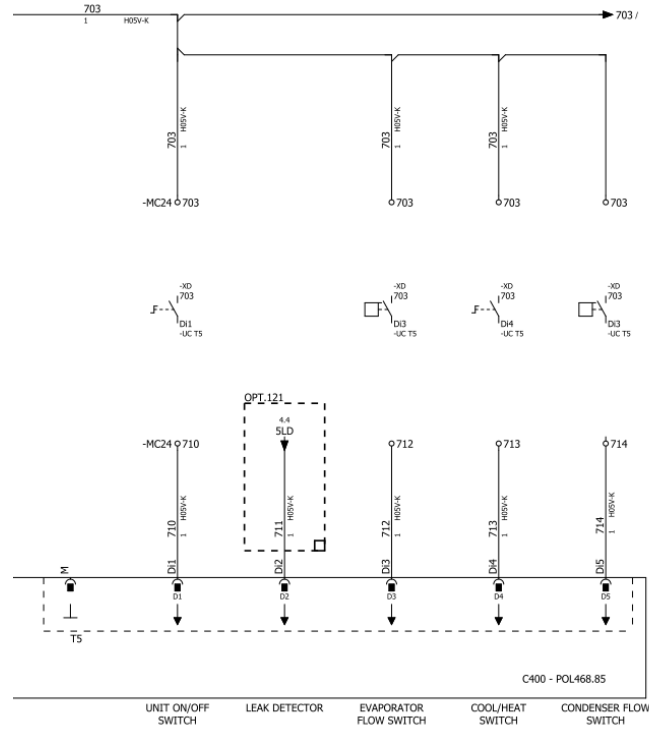 703
1 H05V-K
703 /
703
1 H05V-K
703
1 H05V-K
703
1 H05V-K
-MC24 703
703
703
703
-XD
703
Di1
-UC T5
-XD
703
Di3
-UC T5
-XD
703
Di4
-UC T5
-XD
703
Di3
-UC T5
OPT.121
4.4
5LD
-MC24 710
712
713
714
710
1 H05V-K
711
1 H05V-K
712
1 H05V-K
713
1 H05V-K
714
1 H05V-K
M
Di1
Di2
Di3
Di4
Di5
D1
D2
D3
D4
D5
T5
C400 - POL468.85
UNIT ON/OFF
SWITCH
LEAK DETECTOR
EVAPORATOR
FLOW SWITCH
COOL/HEAT
SWITCH
CONDENSER FLOW
SWITCH